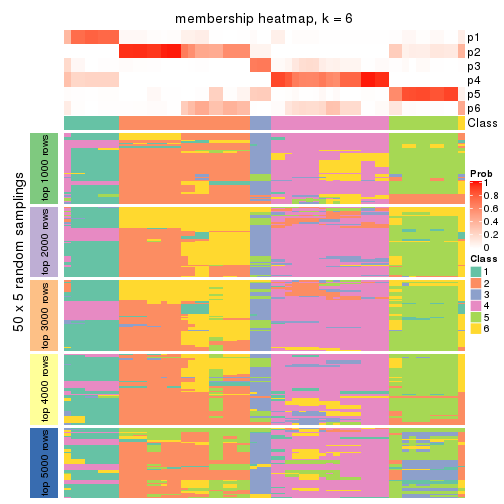 membership heatmap, k = 6
p1
p2
p3
p4
p5
p6
Class
50 x 5 random samplings
top 1000 rows
top 2000 rows
top 3000 rows
top 4000 rows
top 5000 rows
Prob
1
0.8
0.6
0.4
0.2
0
Class
1
2
3
4
5
6